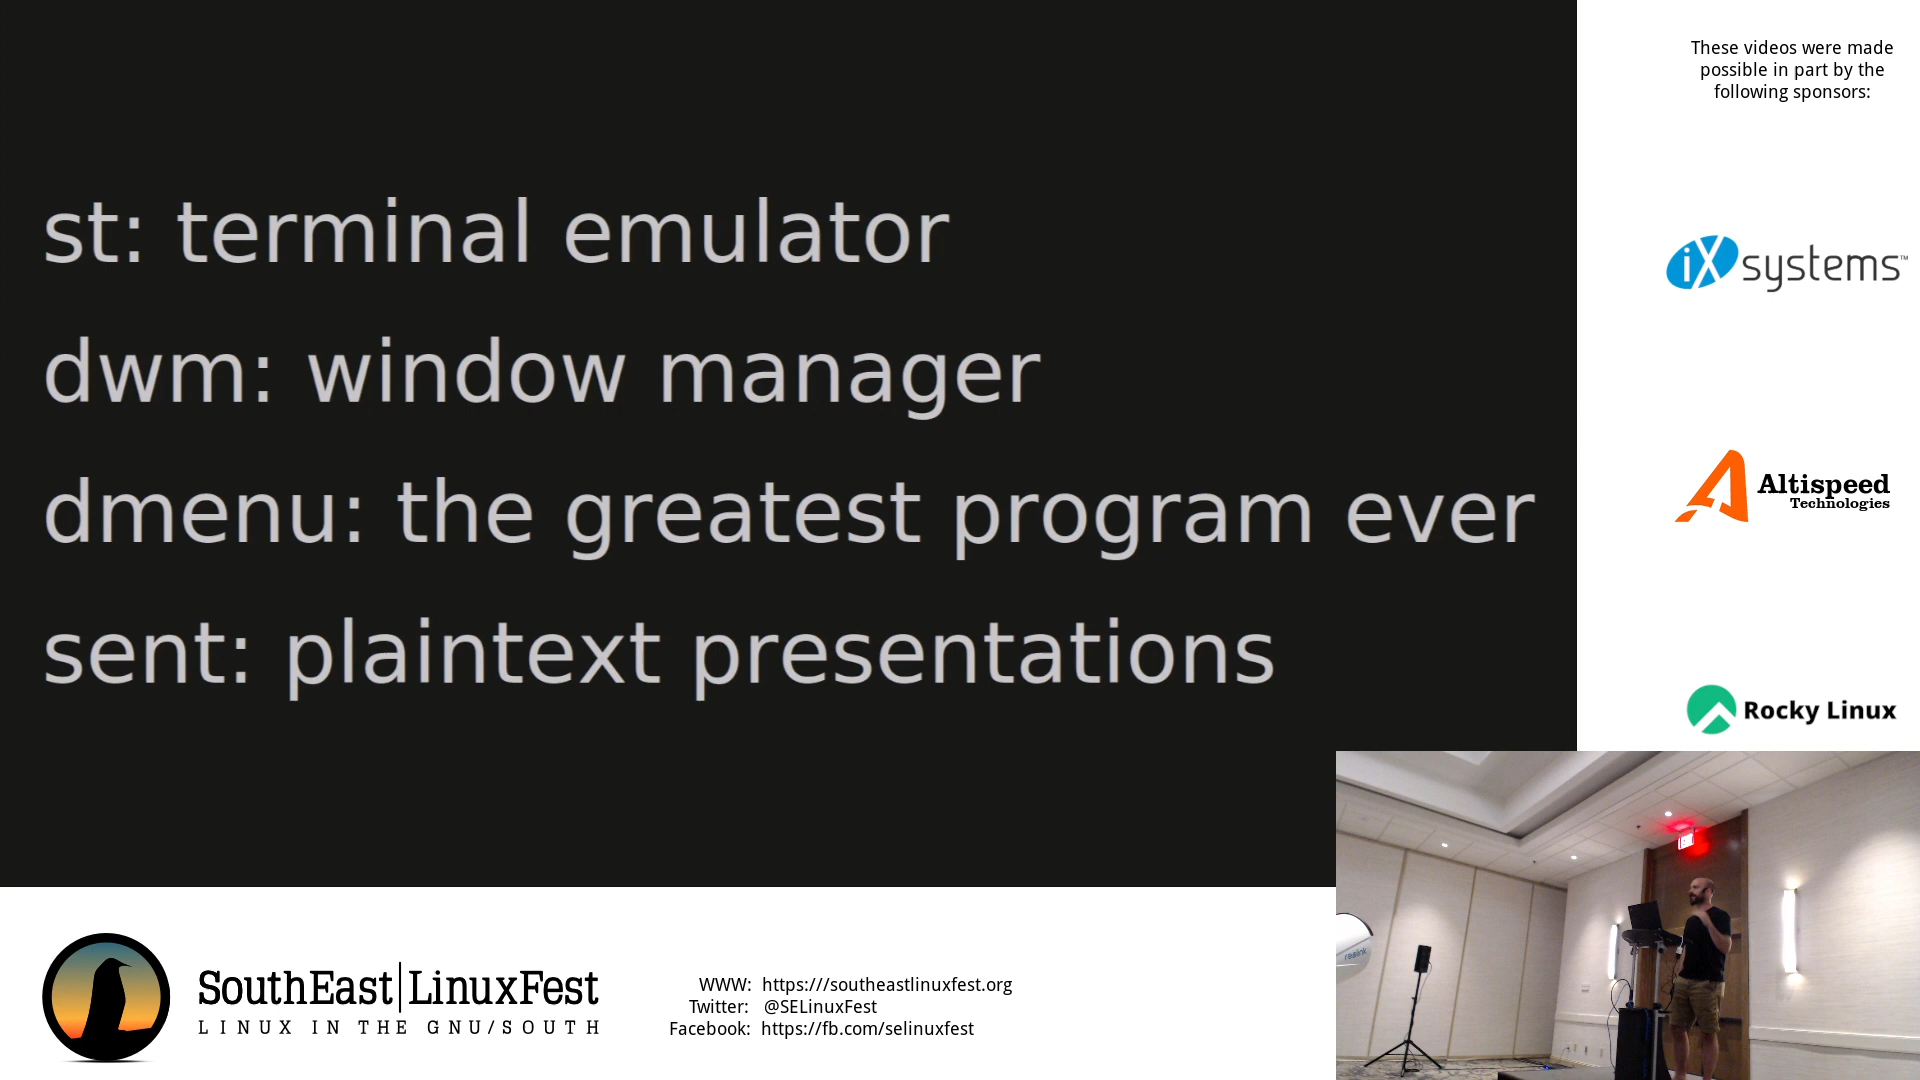 st: terminal emulator
dwm: window manager
dmenu: the greatest program ever
sent: plaintext presentations
These videos were made
possible in part by the
following sponsors:
iXsystems™
Altispeed
Technologies
Rocky Linux
SouthEast|LinuxFest
LINUX IN THE GNU/SOUTH
WWW: https:///southeastlinuxfest.org
Twitter: @SELinuxFest
Facebook: https://fb.com/selinuxfest